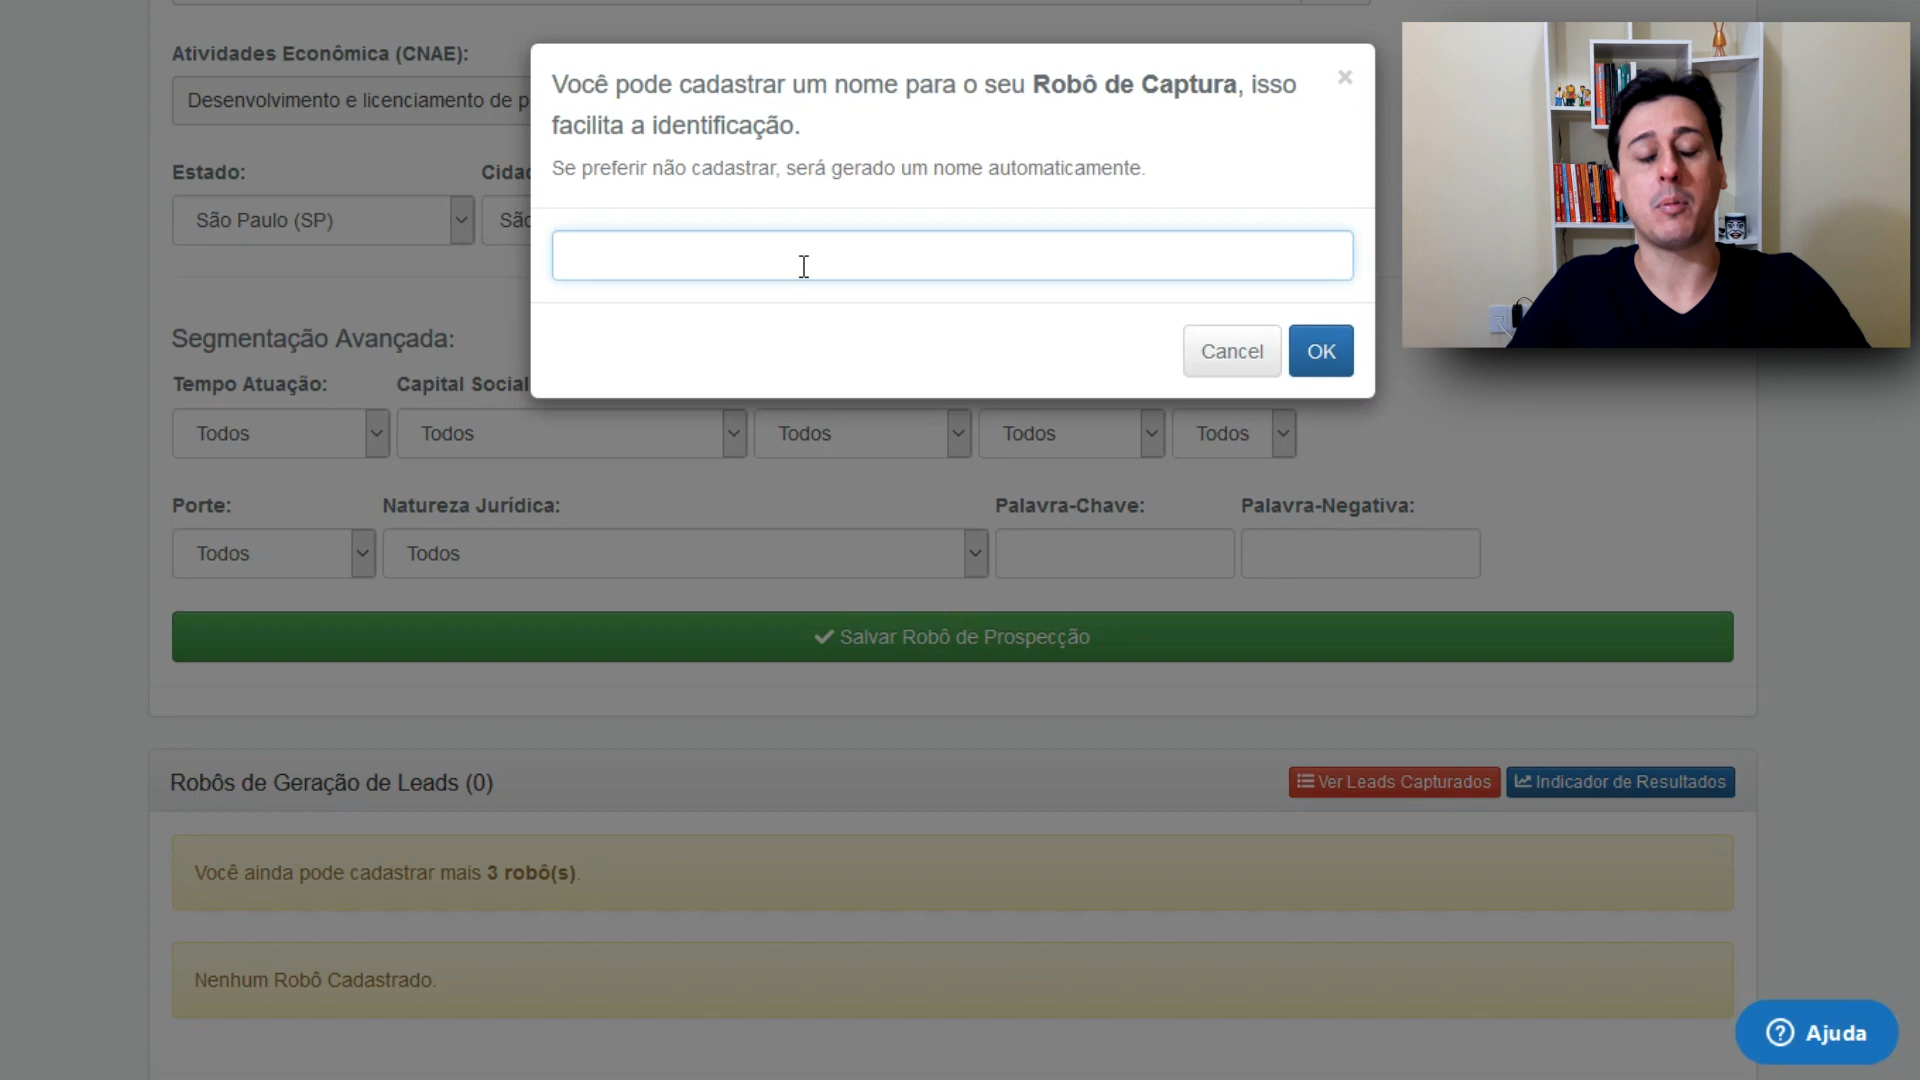 Atividades Econômica (CNAE):
Desenvolvimento e licenciamento de p
Estado:
Cidad
São Paulo (SP)
São
Você pode cadastrar um nome para o seu Robô de Captura, isso
facilita a identificação.
×
Se preferir não cadastrar, será gerado um nome automaticamente.
Cancel
OK
Segmentação Avançada:
Tempo Atuação:
Capital Social
Todos
Todos
Todos
Todos
Todos
Porte:
Natureza Jurídica:
Palavra-Chave:
Palavra-Negativa:
Todos
Todos
Salvar Robô de Prospecção
Robôs de Geração de Leads (0)
Ver Leads Capturados
Indicador de Resultados
Você ainda pode cadastrar mais 3 robô(s).
Nenhum Robô Cadastrado.
? Ajuda